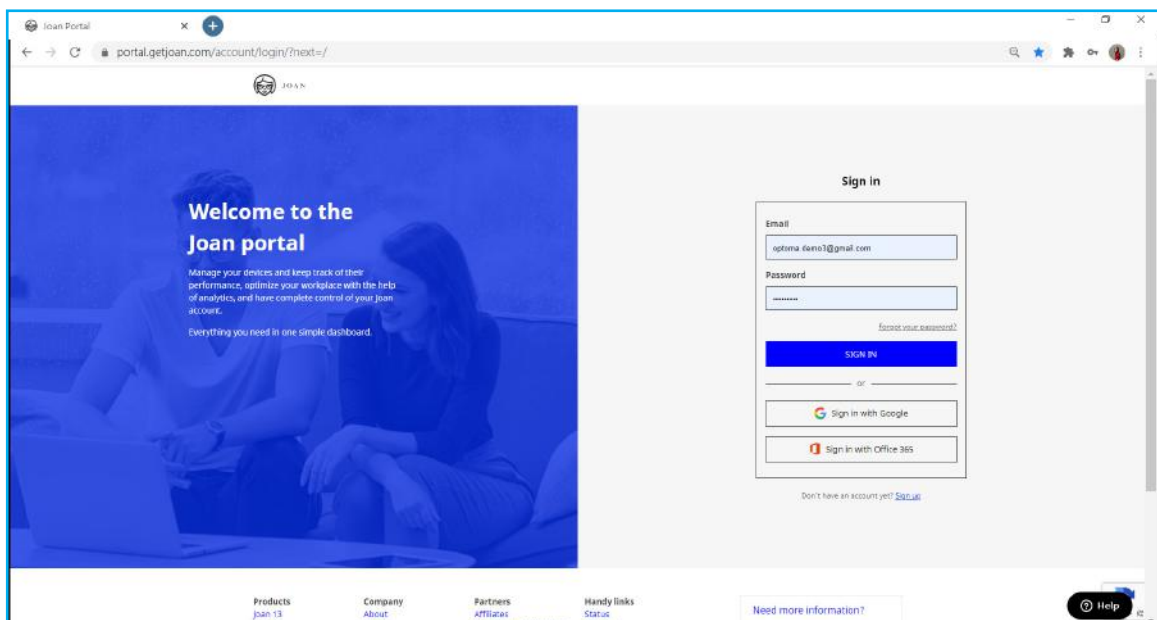 Joan Portal
portal.getjoan.com/account/login/?next=/
JOAN
Welcome to the
Joan portal
Manage your devices and keep track of their
performance, optimize your workplace with the help
of analytics, and have complete control of your Joan
account.
Everything you need in one simple dashboard.
Sign in
Email
optoma.demo3@gmail.com
Password
Forgot your password?
SIGN IN
or
Sign in with Google
Sign in with Office 365
Don't have an account yet? Sign up
Products
Joan 13
Company
About
Partners
Affiliates
Handy links
Status
Need more information?
Help